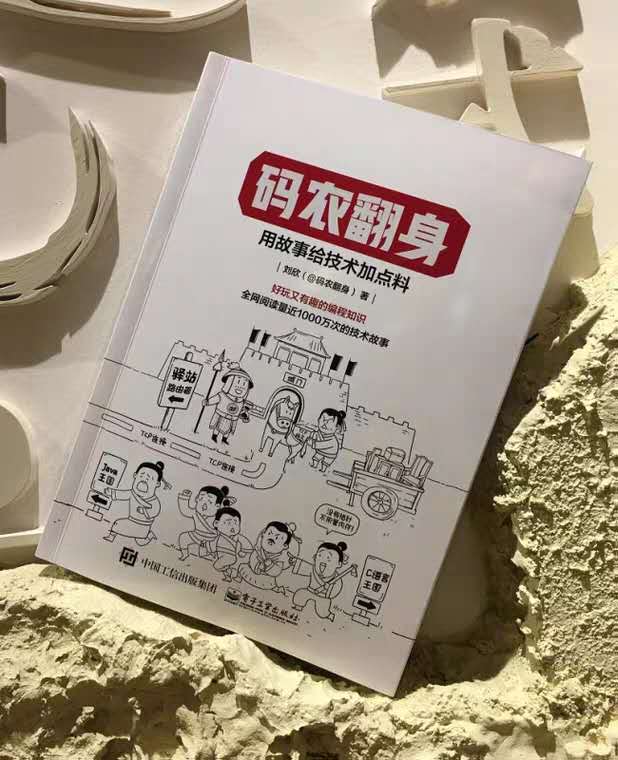 码农翻身
用故事给技术加点料
刘欣（@码农翻身）著
好玩又有趣的编程知识
全网阅读量近1000万次的技术故事
驿站
路由器
TCP连接
TCP连接
Java
王国
没有指针
C语言
王国
中国工信出版集团
电子工业出版社